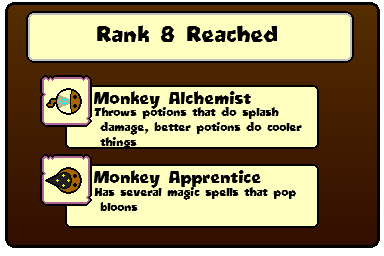 Rank 8 Reached
Monkey Alchemist
Throws potions that do splash
damage, better potions do cooler
things
Monkey Apprentice
Has several magic spells that pop
bloons